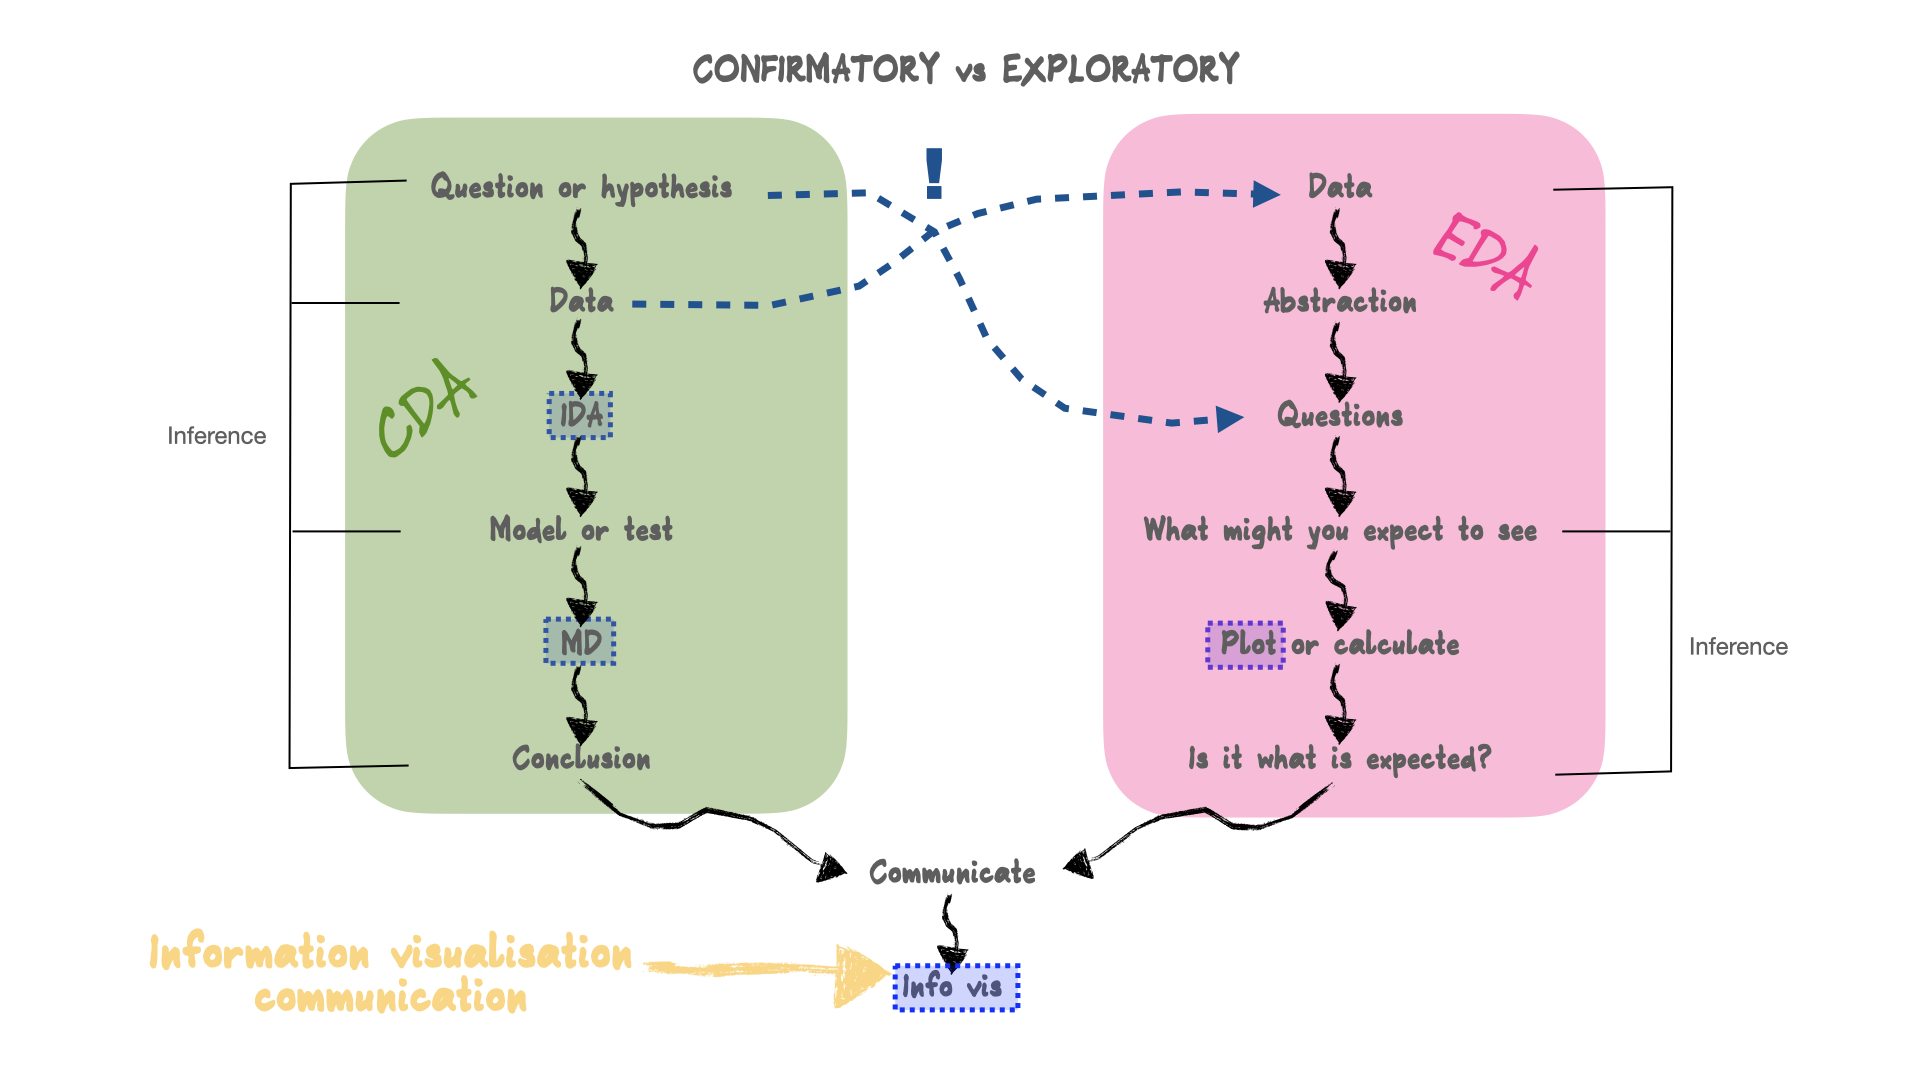 CONFIRMATORY vs EXPLORATORY
!
Question or hypothesis
Data
IDA
Model or test
MD
Conclusion
CDA
Inference
Data
Abstraction
Questions
What might you expect to see
Plot or calculate
Is it what is expected?
EDA
Inference
Communicate
Information visualisation
communication
Info vis